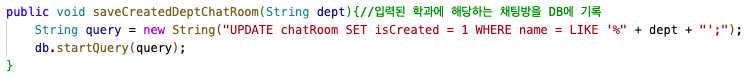 public void saveCreatedDeptChatRoom(String dept){//입력된 학과에 해당하는 채팅방을 DB에 기록
String query = new String("UPDATE chatRoom SET isCreated = 1 WHERE name = LIKE '%" + dept + "';");
db.startQuery(query);
}